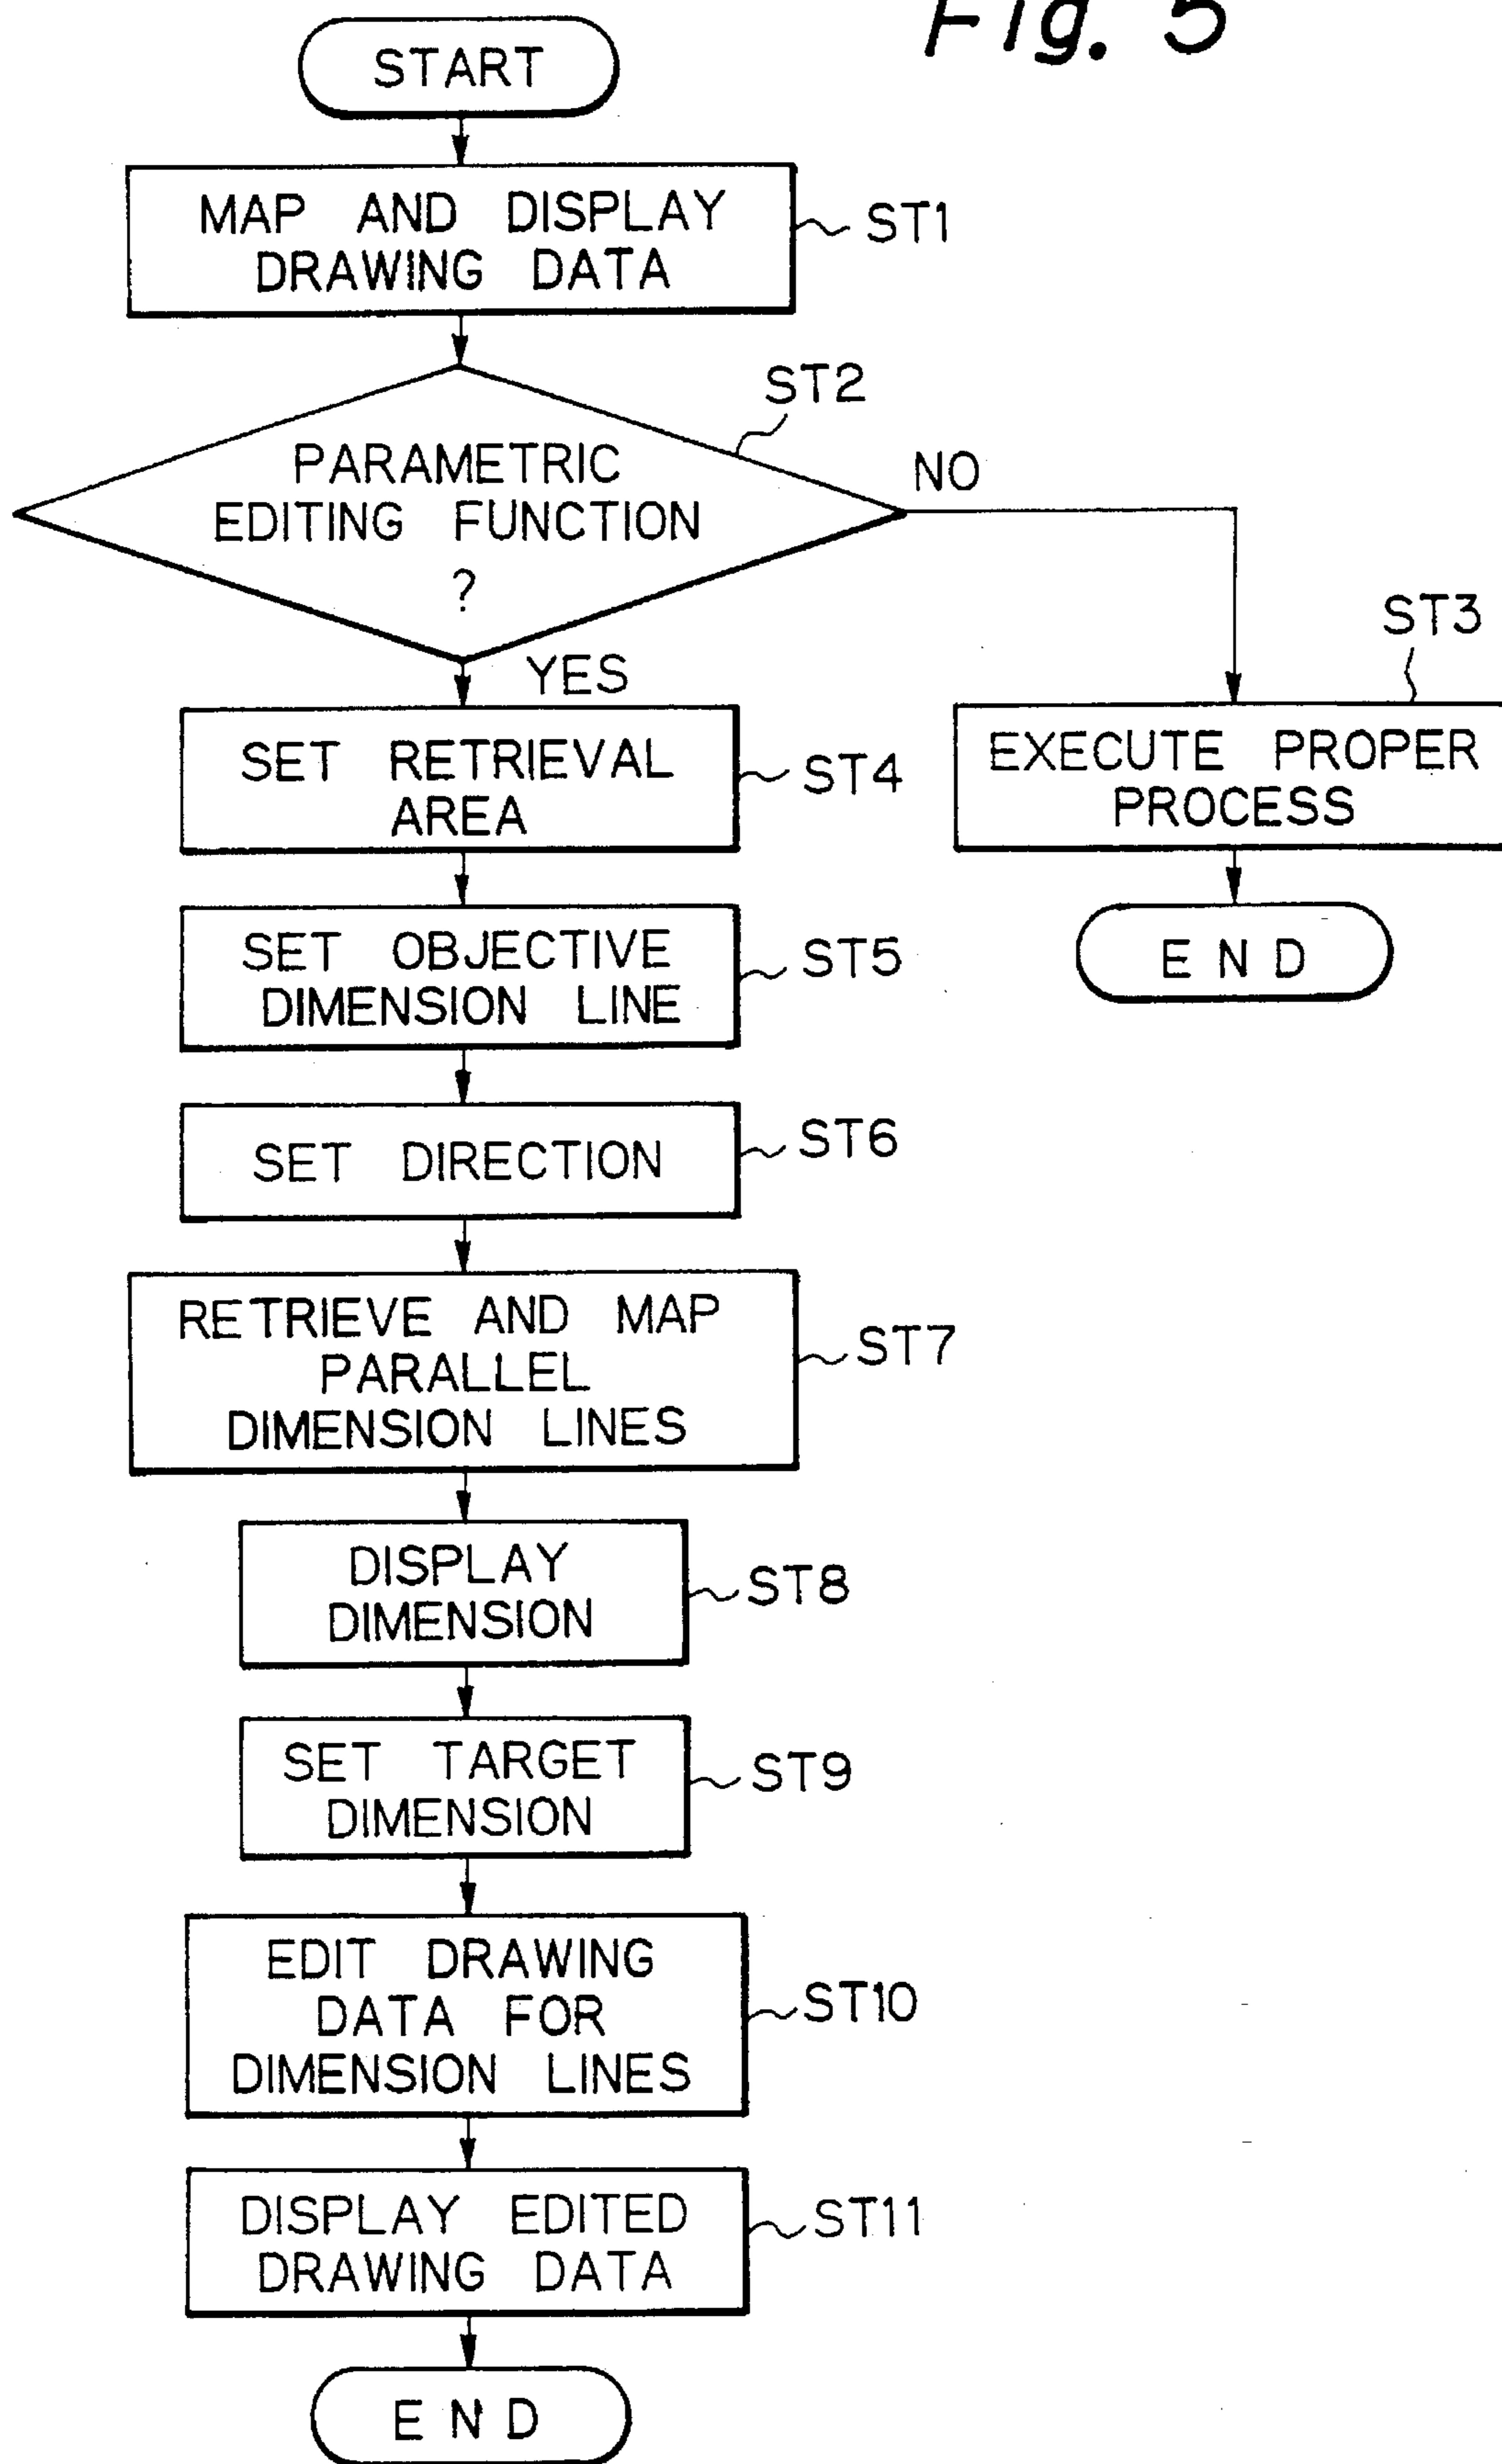 Fig. 5
START
MAP AND DISPLAY
DRAWING DATA
ST1
ST2
PARAMETRIC
EDITING FUNCTION
?
NO
YES
ST3
EXECUTE PROPER
PROCESS
END
SET RETRIEVAL
AREA
ST4
SET OBJECTIVE
DIMENSION LINE
ST5
SET DIRECTION
ST6
RETRIEVE AND MAP
PARALLEL
DIMENSION LINES
ST7
DISPLAY
DIMENSION
ST8
SET TARGET
DIMENSION
ST9
EDIT DRAWING
DATA FOR
DIMENSION LINES
ST10
DISPLAY EDITED
DRAWING DATA
ST11
END